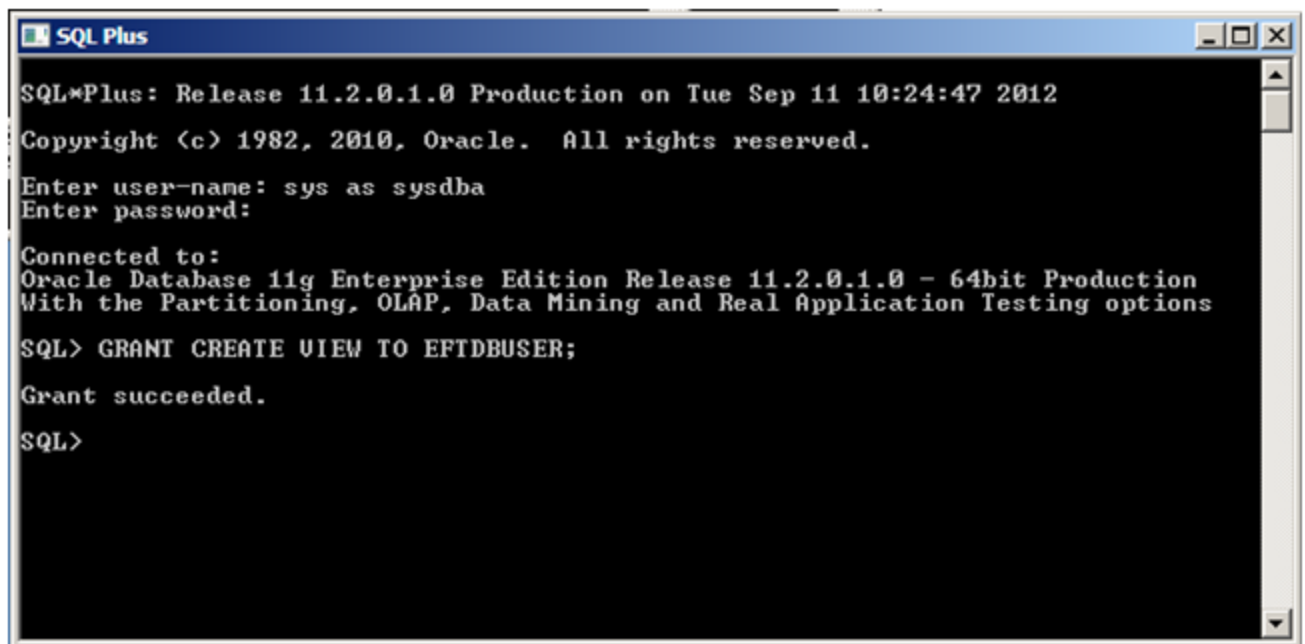 SQL Plus
SQL*Plus: Release 11.2.0.1.0 Production on Tue Sep 11 10:24:47 2012
Copyright (c) 1982, 2010, Oracle.  All rights reserved.
Enter user-name: sys as sysdba
Enter password:
Connected to:
Oracle Database 11g Enterprise Edition Release 11.2.0.1.0 - 64bit Production
With the Partitioning, OLAP, Data Mining and Real Application Testing options
SQL> GRANT CREATE VIEW TO EFTDBUSER;
Grant succeeded.
SQL>